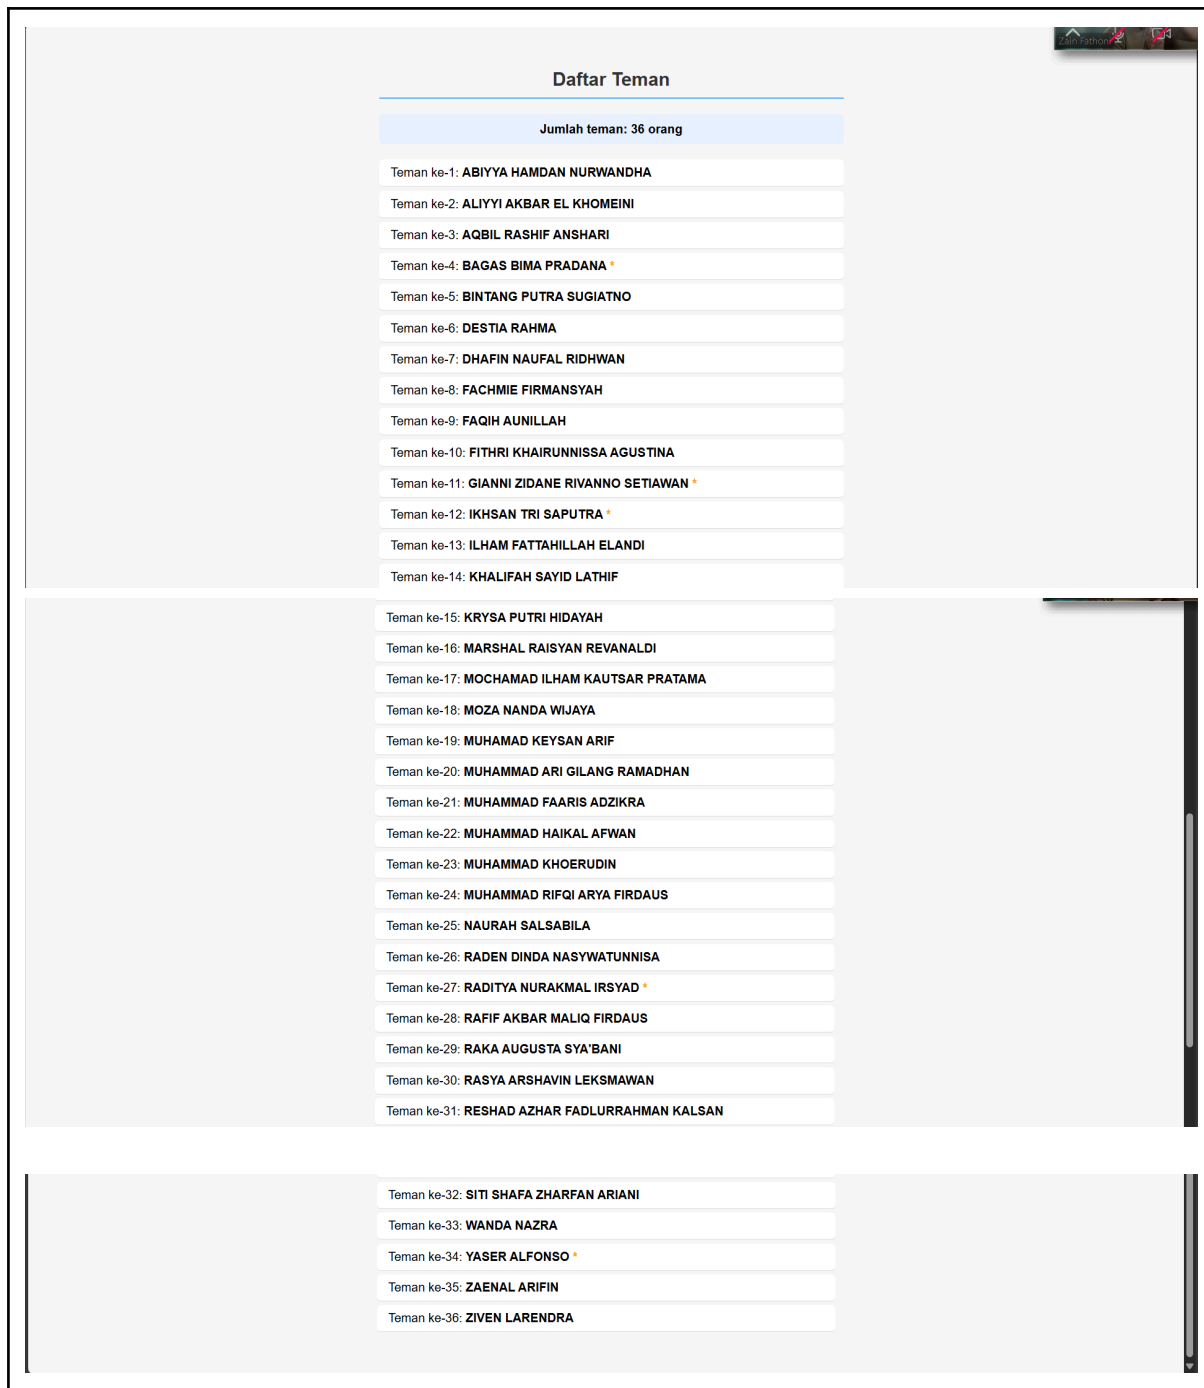 Zain Fathoni
Daftar Teman
Jumlah teman: 36 orang
Teman ke-1: ABIYYA HAMDAN NURWANDHA
Teman ke-2: ALIYYI AKBAR EL KHOMEINI
Teman ke-3: AQBIL RASHIF ANSHARI
Teman ke-4: BAGAS BIMA PRADANA *
Teman ke-5: BINTANG PUTRA SUGIATNO
Teman ke-6: DESTIA RAHMA
Teman ke-7: DHAFIN NAUFAL RIDHWAN
Teman ke-8: FACHMIE FIRMANSYAH
Teman ke-9: FAQIH AUNILLAH
Teman ke-10: FITHRI KHAIRUNNISSA AGUSTINA
Teman ke-11: GIANNI ZIDANE RIVANNO SETIAWAN *
Teman ke-12: IKHSAN TRI SAPUTRA *
Teman ke-13: ILHAM FATTAHILLAH ELANDI
Teman ke-14: KHALIFAH SAYID LATHIF
Teman ke-15: KRYSA PUTRI HIDAYAH
Teman ke-16: MARSHAL RAISYAN REVANALDI
Teman ke-17: MOCHAMAD ILHAM KAUTSAR PRATAMA
Teman ke-18: MOZA NANDA WIJAYA
Teman ke-19: MUHAMAD KEYSAN ARIF
Teman ke-20: MUHAMMAD ARI GILANG RAMADHAN
Teman ke-21: MUHAMMAD FAARIS ADZIKRA
Teman ke-22: MUHAMMAD HAIKAL AFWAN
Teman ke-23: MUHAMMAD KHOERUDIN
Teman ke-24: MUHAMMAD RIFQI ARYA FIRDAUS
Teman ke-25: NAURAH SALSABILA
Teman ke-26: RADEN DINDA NASYWATUNNISA
Teman ke-27: RADITYA NURAKMAL IRSYAD *
Teman ke-28: RAFIF AKBAR MALIQ FIRDAUS
Teman ke-29: RAKA AUGUSTA SYA'BANI
Teman ke-30: RASYA ARSHAVIN LEKSMAWAN
Teman ke-31: RESHAD AZHAR FADLURRAHMAN KALSAN
Teman ke-32: SITI SHAFA ZHARFAN ARIANI
Teman ke-33: WANDA NAZRA
Teman ke-34: YASER ALFONSO *
Teman ke-35: ZAENAL ARIFIN
Teman ke-36: ZIVEN LARENDRA